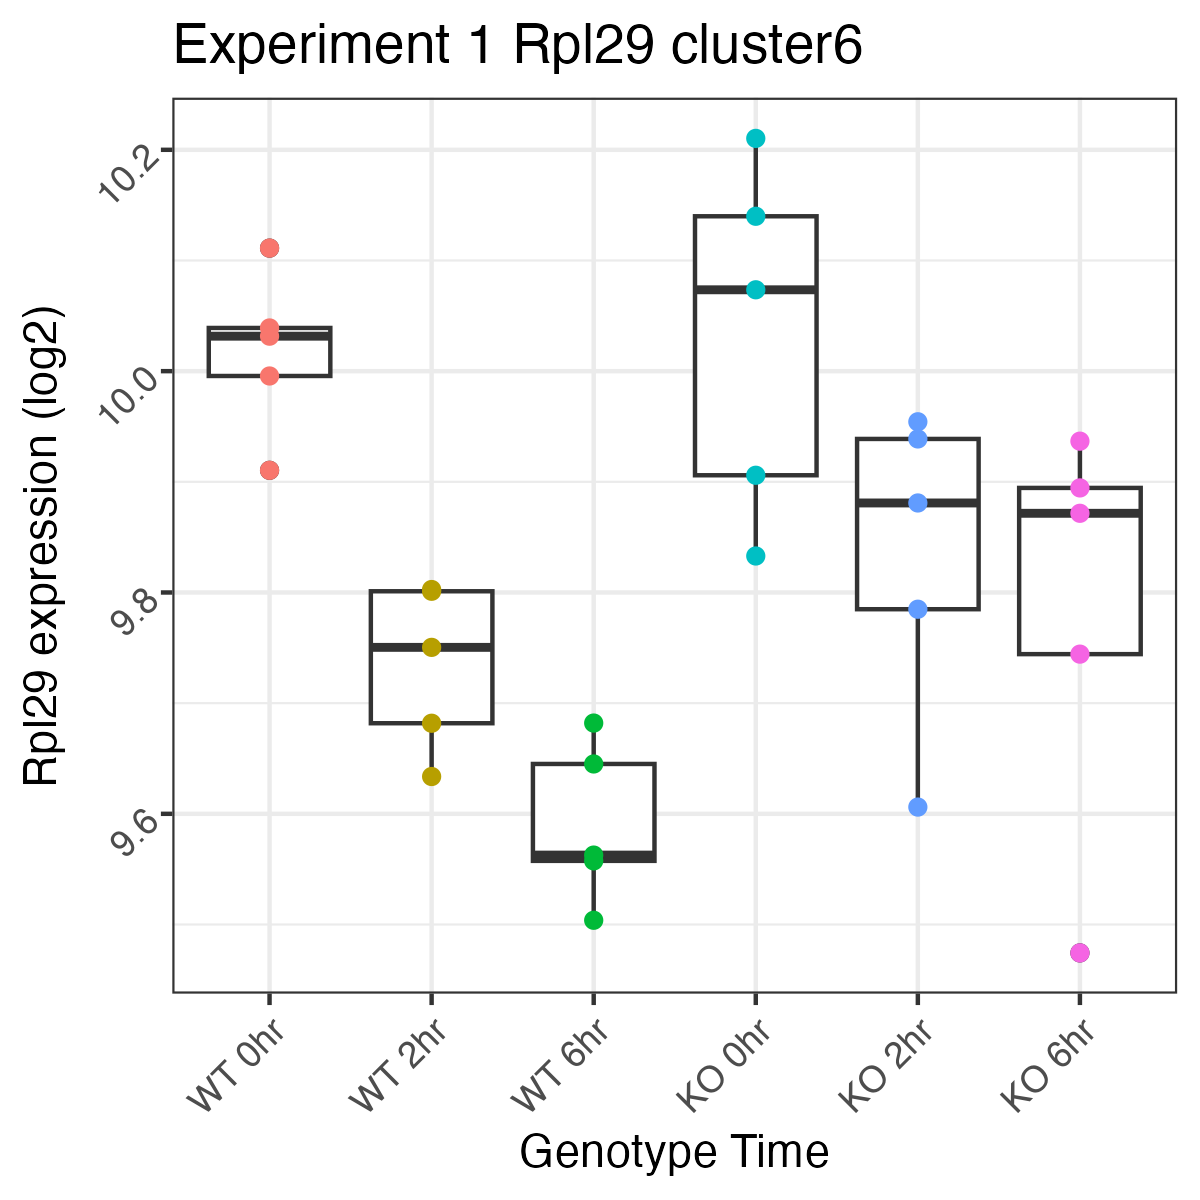 Experiment 1 Rpl29 cluster6
Rpl29 expression (log2)
10.2
10.0
9.8
9.6
WT 0hr
WT 2hr
WT 6hr
KO 0hr
KO 2hr
KO 6hr
Genotype Time